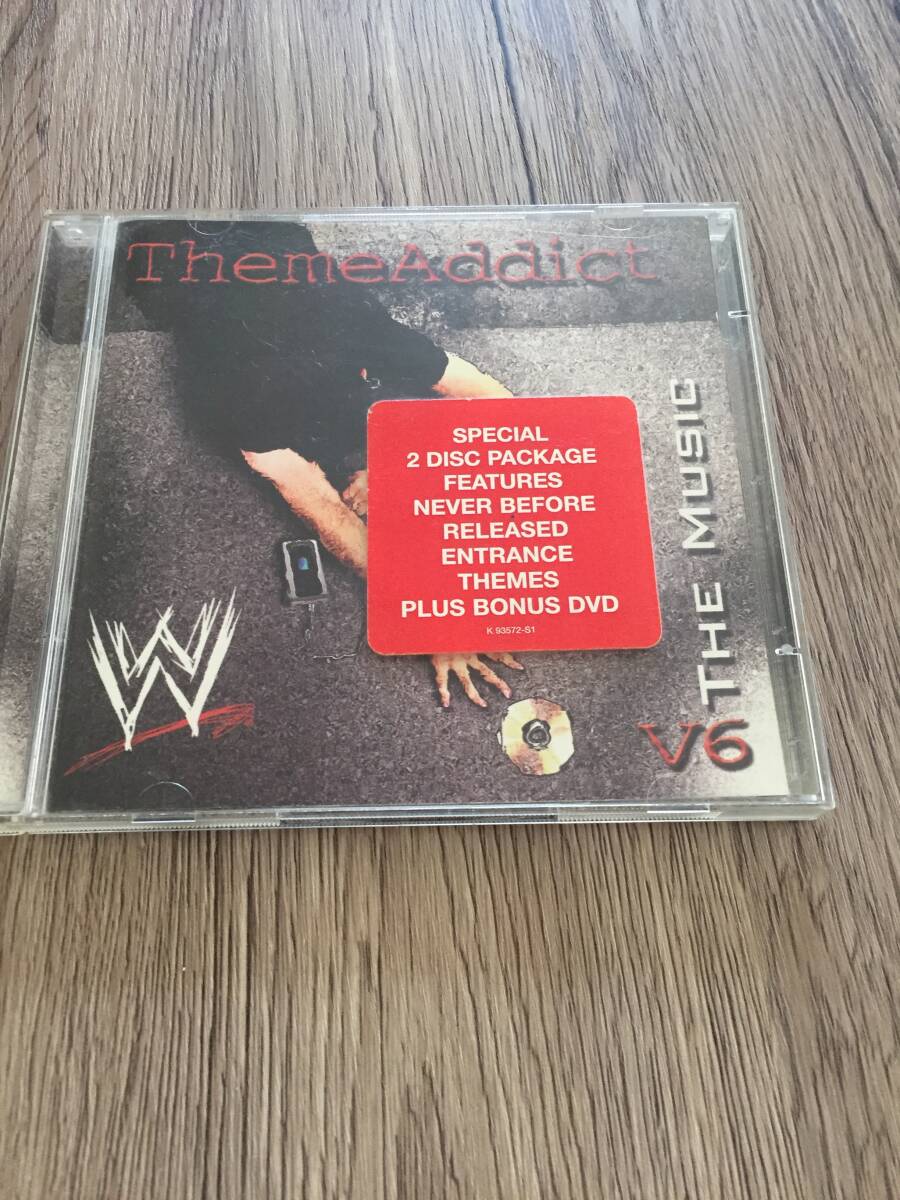 ThemeAddict
SPECIAL
2 DISC PACKAGE
FEATURES
NEVER BEFORE
RELEASED
ENTRANCE
THEMES
PLUS BONUS DVD
K 93572-S1
THE MUSIC
V6
W